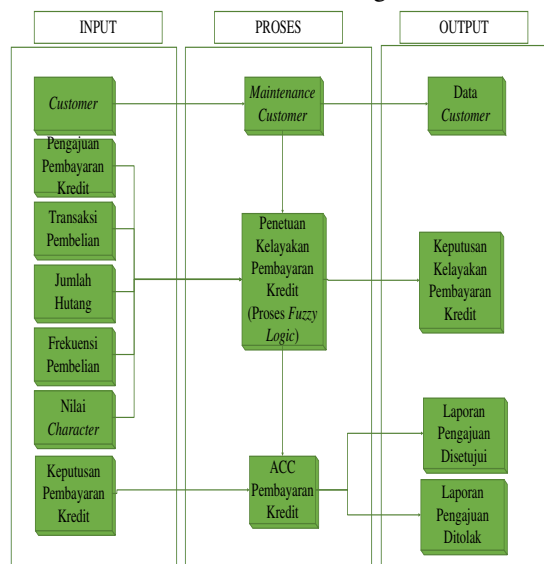 INPUT
PROSES
OUTPUT
Customer
Maintenance
Customer
Data
Customer
Pengajuan
Pembayaran
Kredit
Transaksi
Pembelian
Jumlah
Hutang
Frekuensi
Pembelian
Nilai
Character
Penetuan
Kelayakan
Pembayaran
Kredit
(Proses Fuzzy
Logic)
Keputusan
Kelayakan
Pembayaran
Kredit
Keputusan
Pembayaran
Kredit
ACC
Pembayaran
Kredit
Laporan
Pengajuan
Disetujui
Laporan
Pengajuan
Ditolak